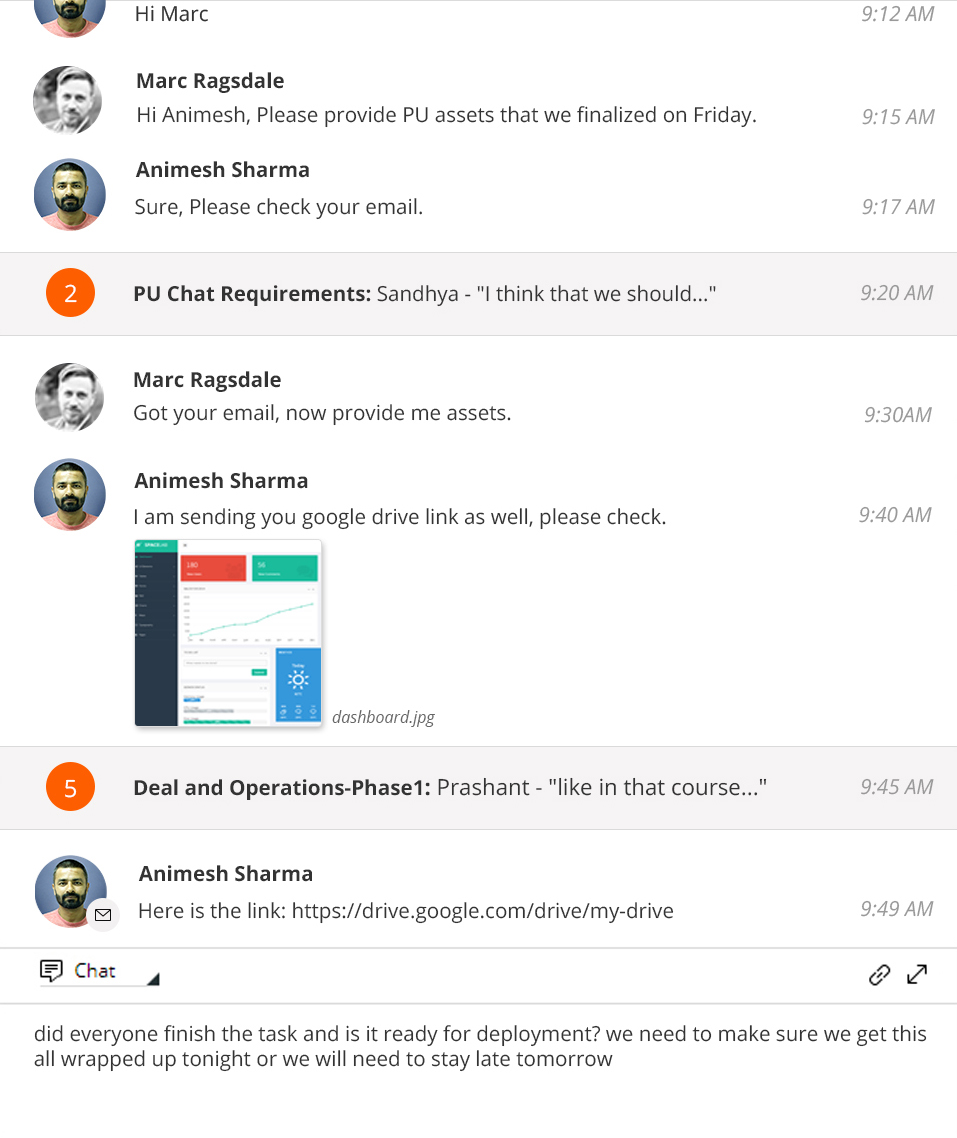 Hi Marc 9:12 AM
Marc Ragsdale
Hi Animesh, Please provide PU assets that we finalized on Friday. 9:15 AM
Animesh Sharma
Sure, Please check your email. 9:17 AM
2 PU Chat Requirements: Sandhya - "I think that we should..." 9:20 AM
Marc Ragsdale
Got your email, now provide me assets. 9:30AM
Animesh Sharma
I am sending you google drive link as well, please check. 9:40 AM
180
56
Today
dashboard.jpg
5 Deal and Operations-Phase1: Prashant - "like in that course..." 9:45 AM
Animesh Sharma
Here is the link: https://drive.google.com/drive/my-drive 9:49 AM
Chat
did everyone finish the task and is it ready for deployment? we need to make sure we get this
all wrapped up tonight or we will need to stay late tomorrow